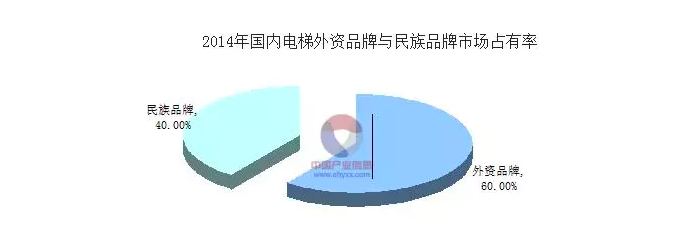 2014年国内电梯外资品牌与民族品牌市场占有率
民族品牌,
40.00%
中国产业信息
www.chyxx.com
外资品牌,
60.00%